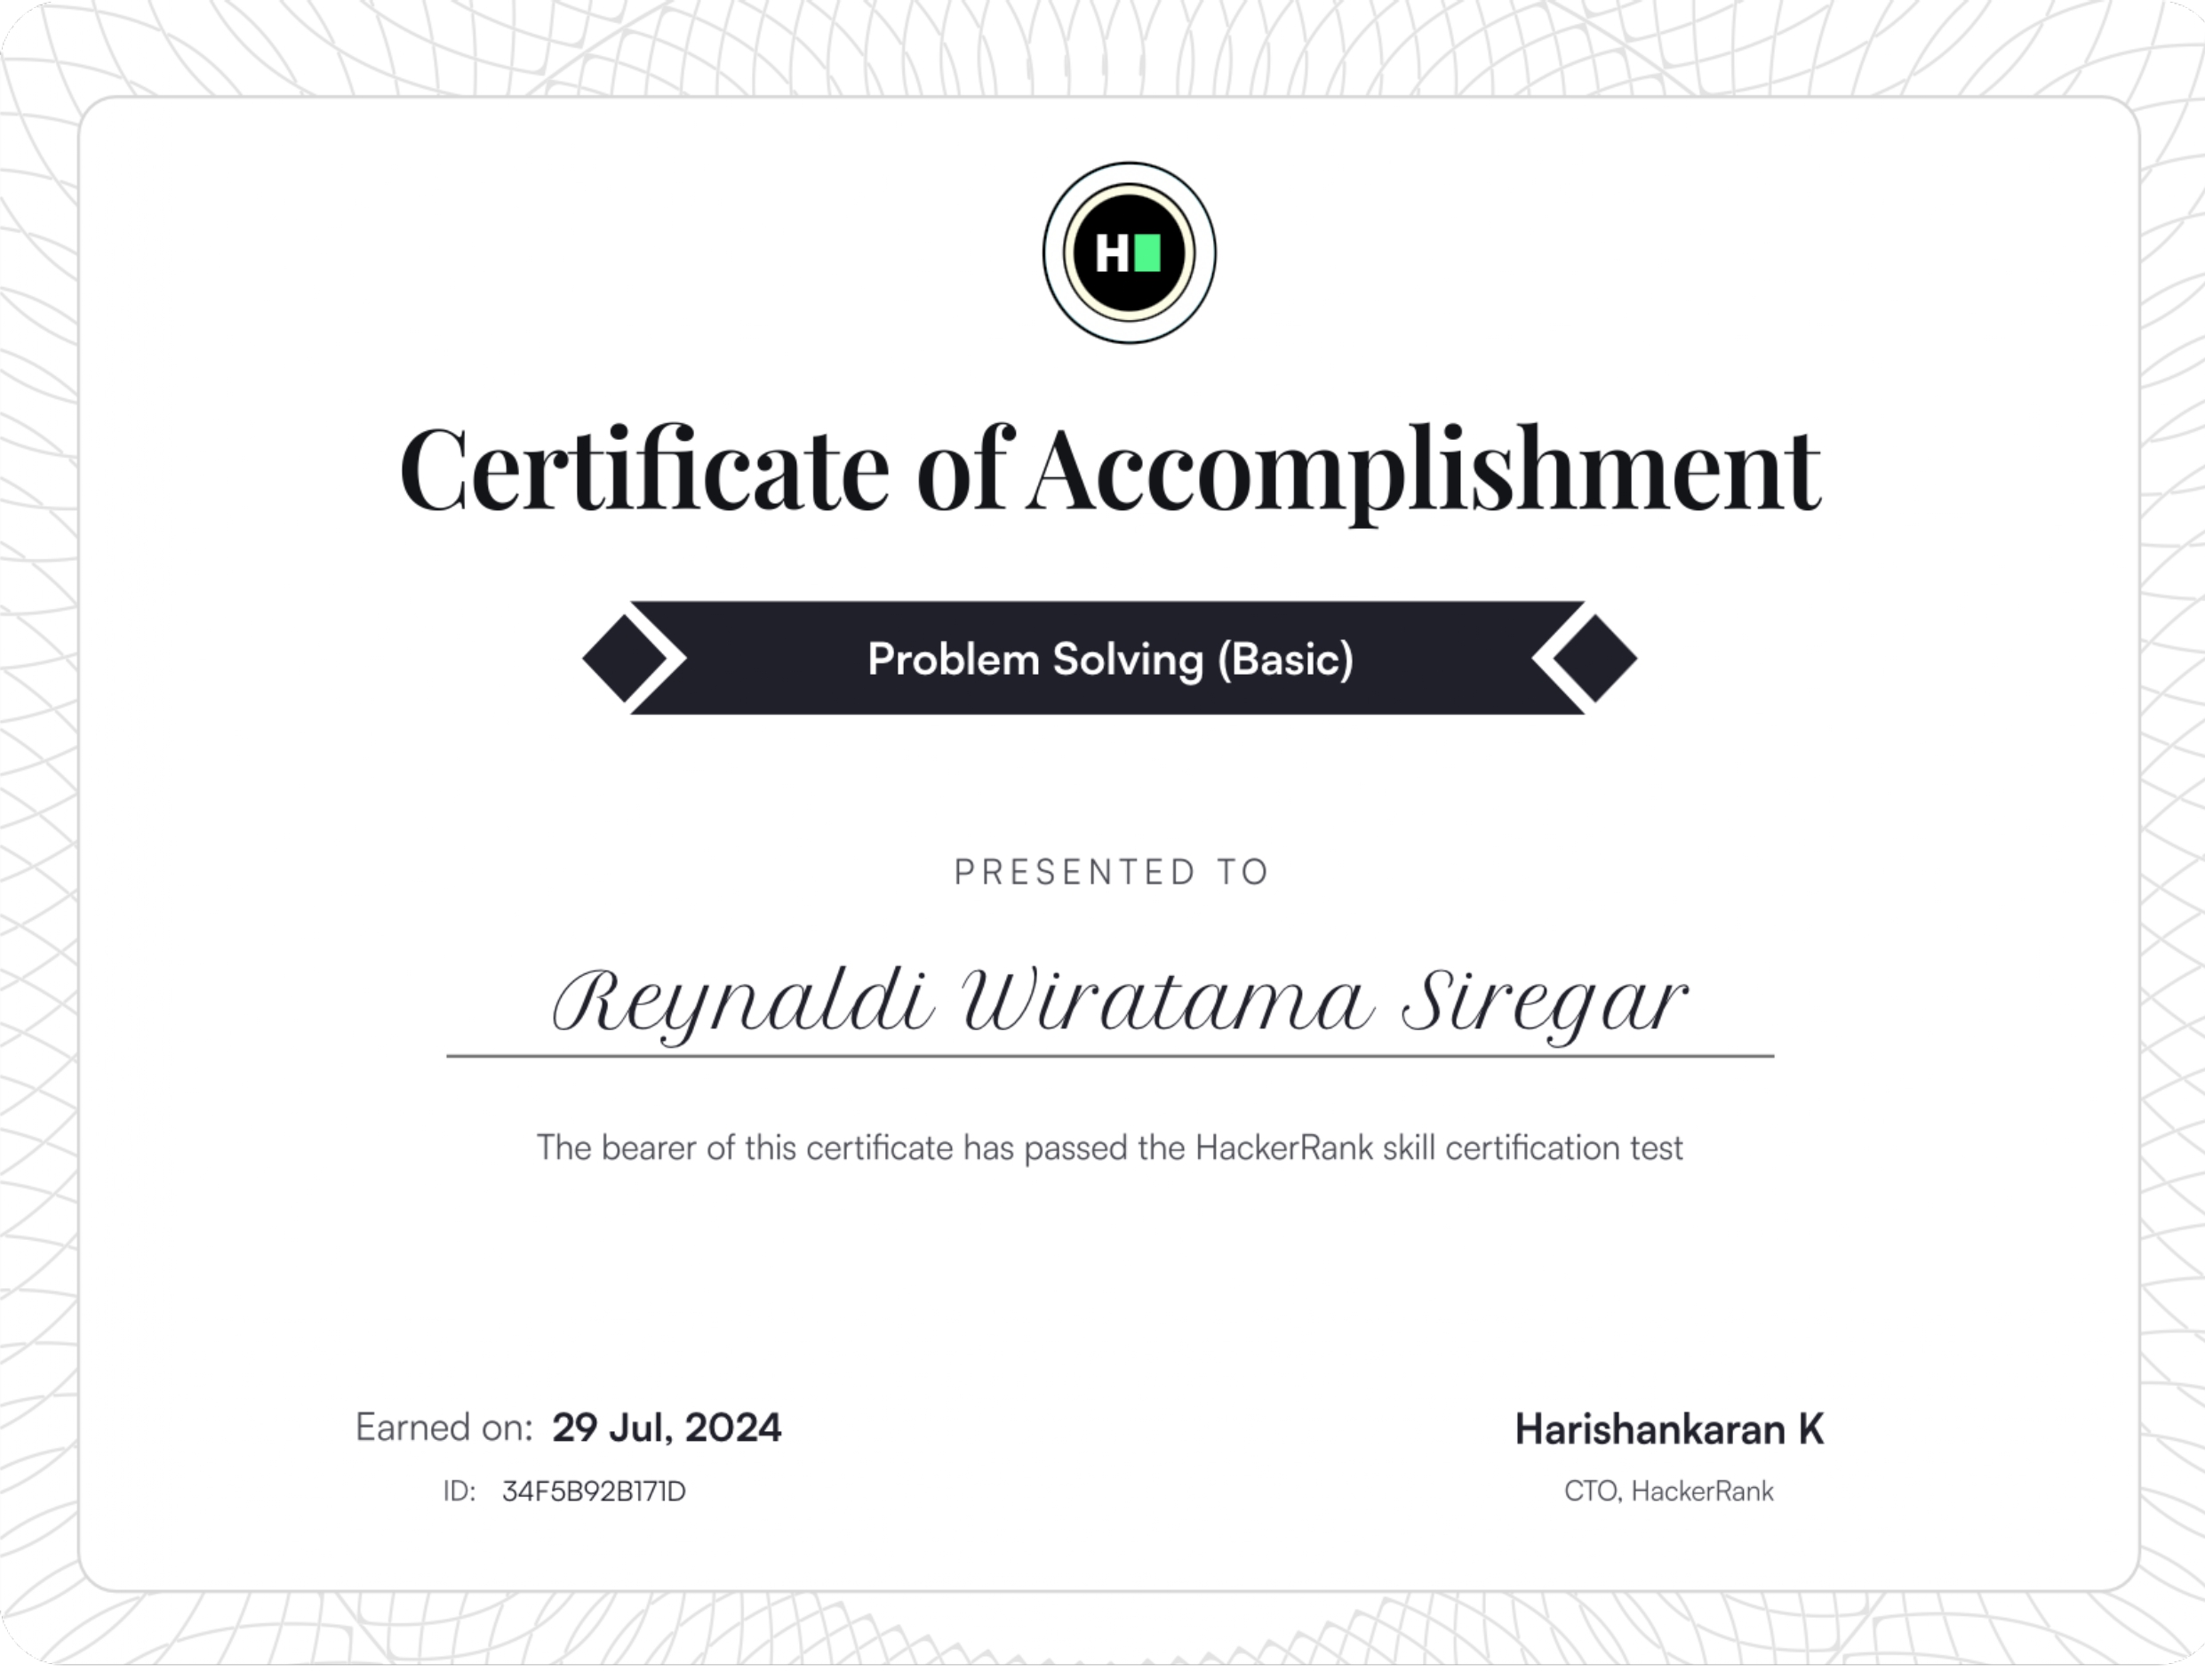 H
Certificate of Accomplishment
Problem Solving (Basic)
PRESENTED TO
Reynaldi Wiratama Siregar
The bearer of this certificate has passed the HackerRank skill certification test
Earned on: 29 Jul, 2024
ID: 34F5B92B171D
Harishankaran K
CTO, HackerRank